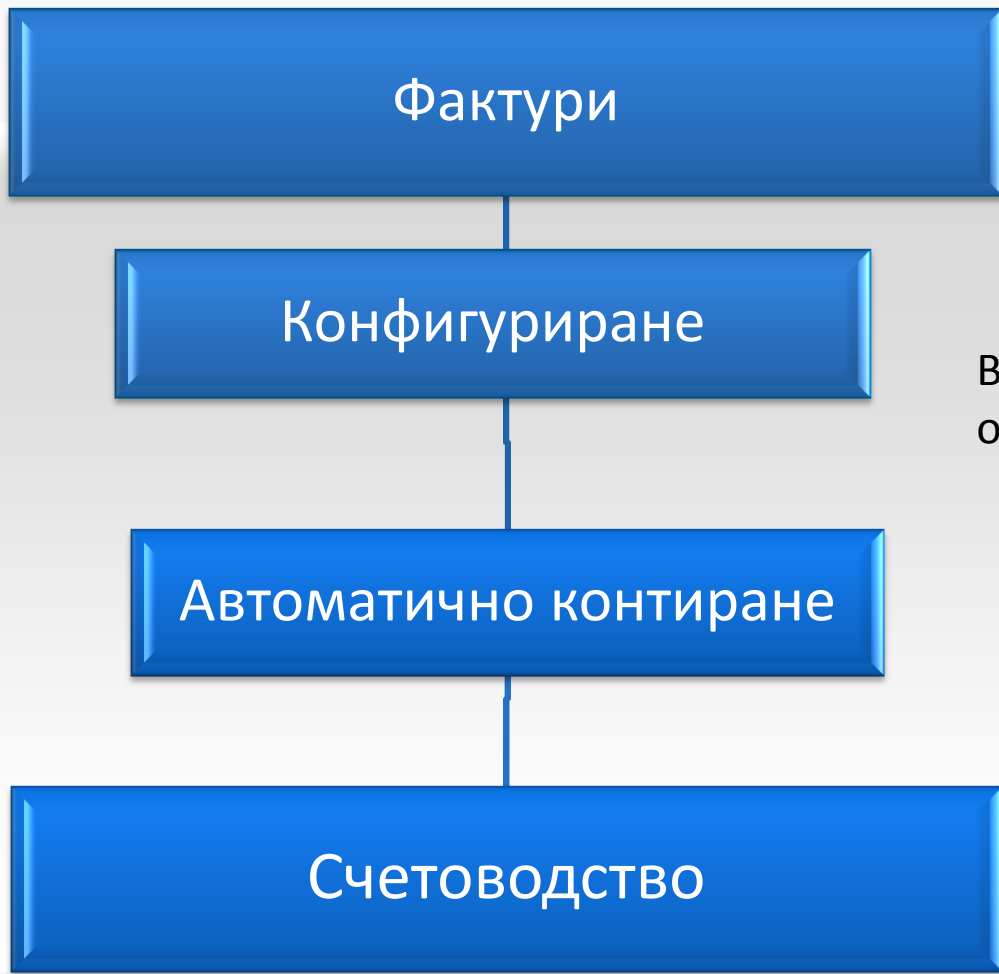 Фактури
Конфигуриране
Автоматично контиране
Счетоводство